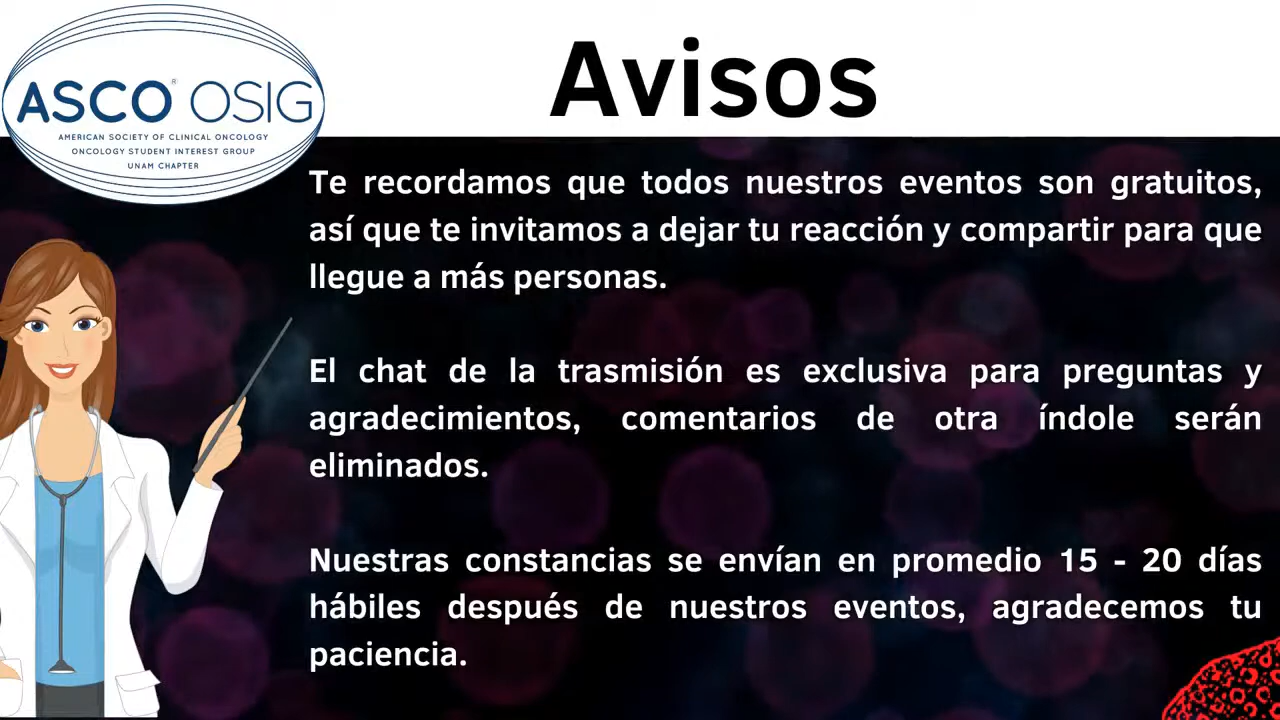 Avisos
ASCO® OSIG
AMERICAN SOCIETY OF CLINICAL ONCOLOGY
ONCOLOGY STUDENT INTEREST GROUP
UNAM CHAPTER
Te recordamos que todos nuestros eventos son gratuitos,
así que te invitamos a dejar tu reacción y compartir para que
llegue a más personas.
El chat de la trasmisión es exclusiva para preguntas y
agradecimientos, comentarios de otra índole serán
eliminados.
Nuestras constancias se envían en promedio 15 - 20 días
hábiles después de nuestros eventos, agradecemos tu
paciencia.